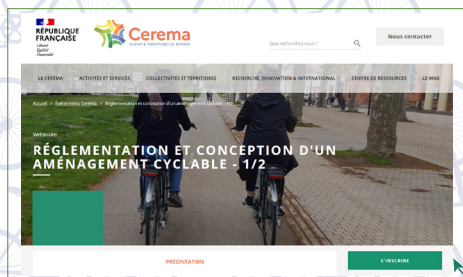 RÉPUBLIQUE
FRANÇAISE
Liberté
Égalité
Fraternité
Cerema
CLIMAT & TERRITOIRES DE DEMAIN
Que recherchez-vous ?
Nous contacter
LE CEREMA
ACTIVITÉS ET SERVICES
COLLECTIVITÉS ET TERRITOIRES
RECHERCHE, INNOVATION & INTERNATIONAL
CENTRE DE RESSOURCES
LE MAG
Accueil > Événements Cerema > Réglementation et conception d'un aménagement cyclable - 1/2
Webinaire
RÉGLEMENTATION ET CONCEPTION D'UN
AMÉNAGEMENT CYCLABLE - 1/2
PRÉSENTATION
S'INSCRIRE